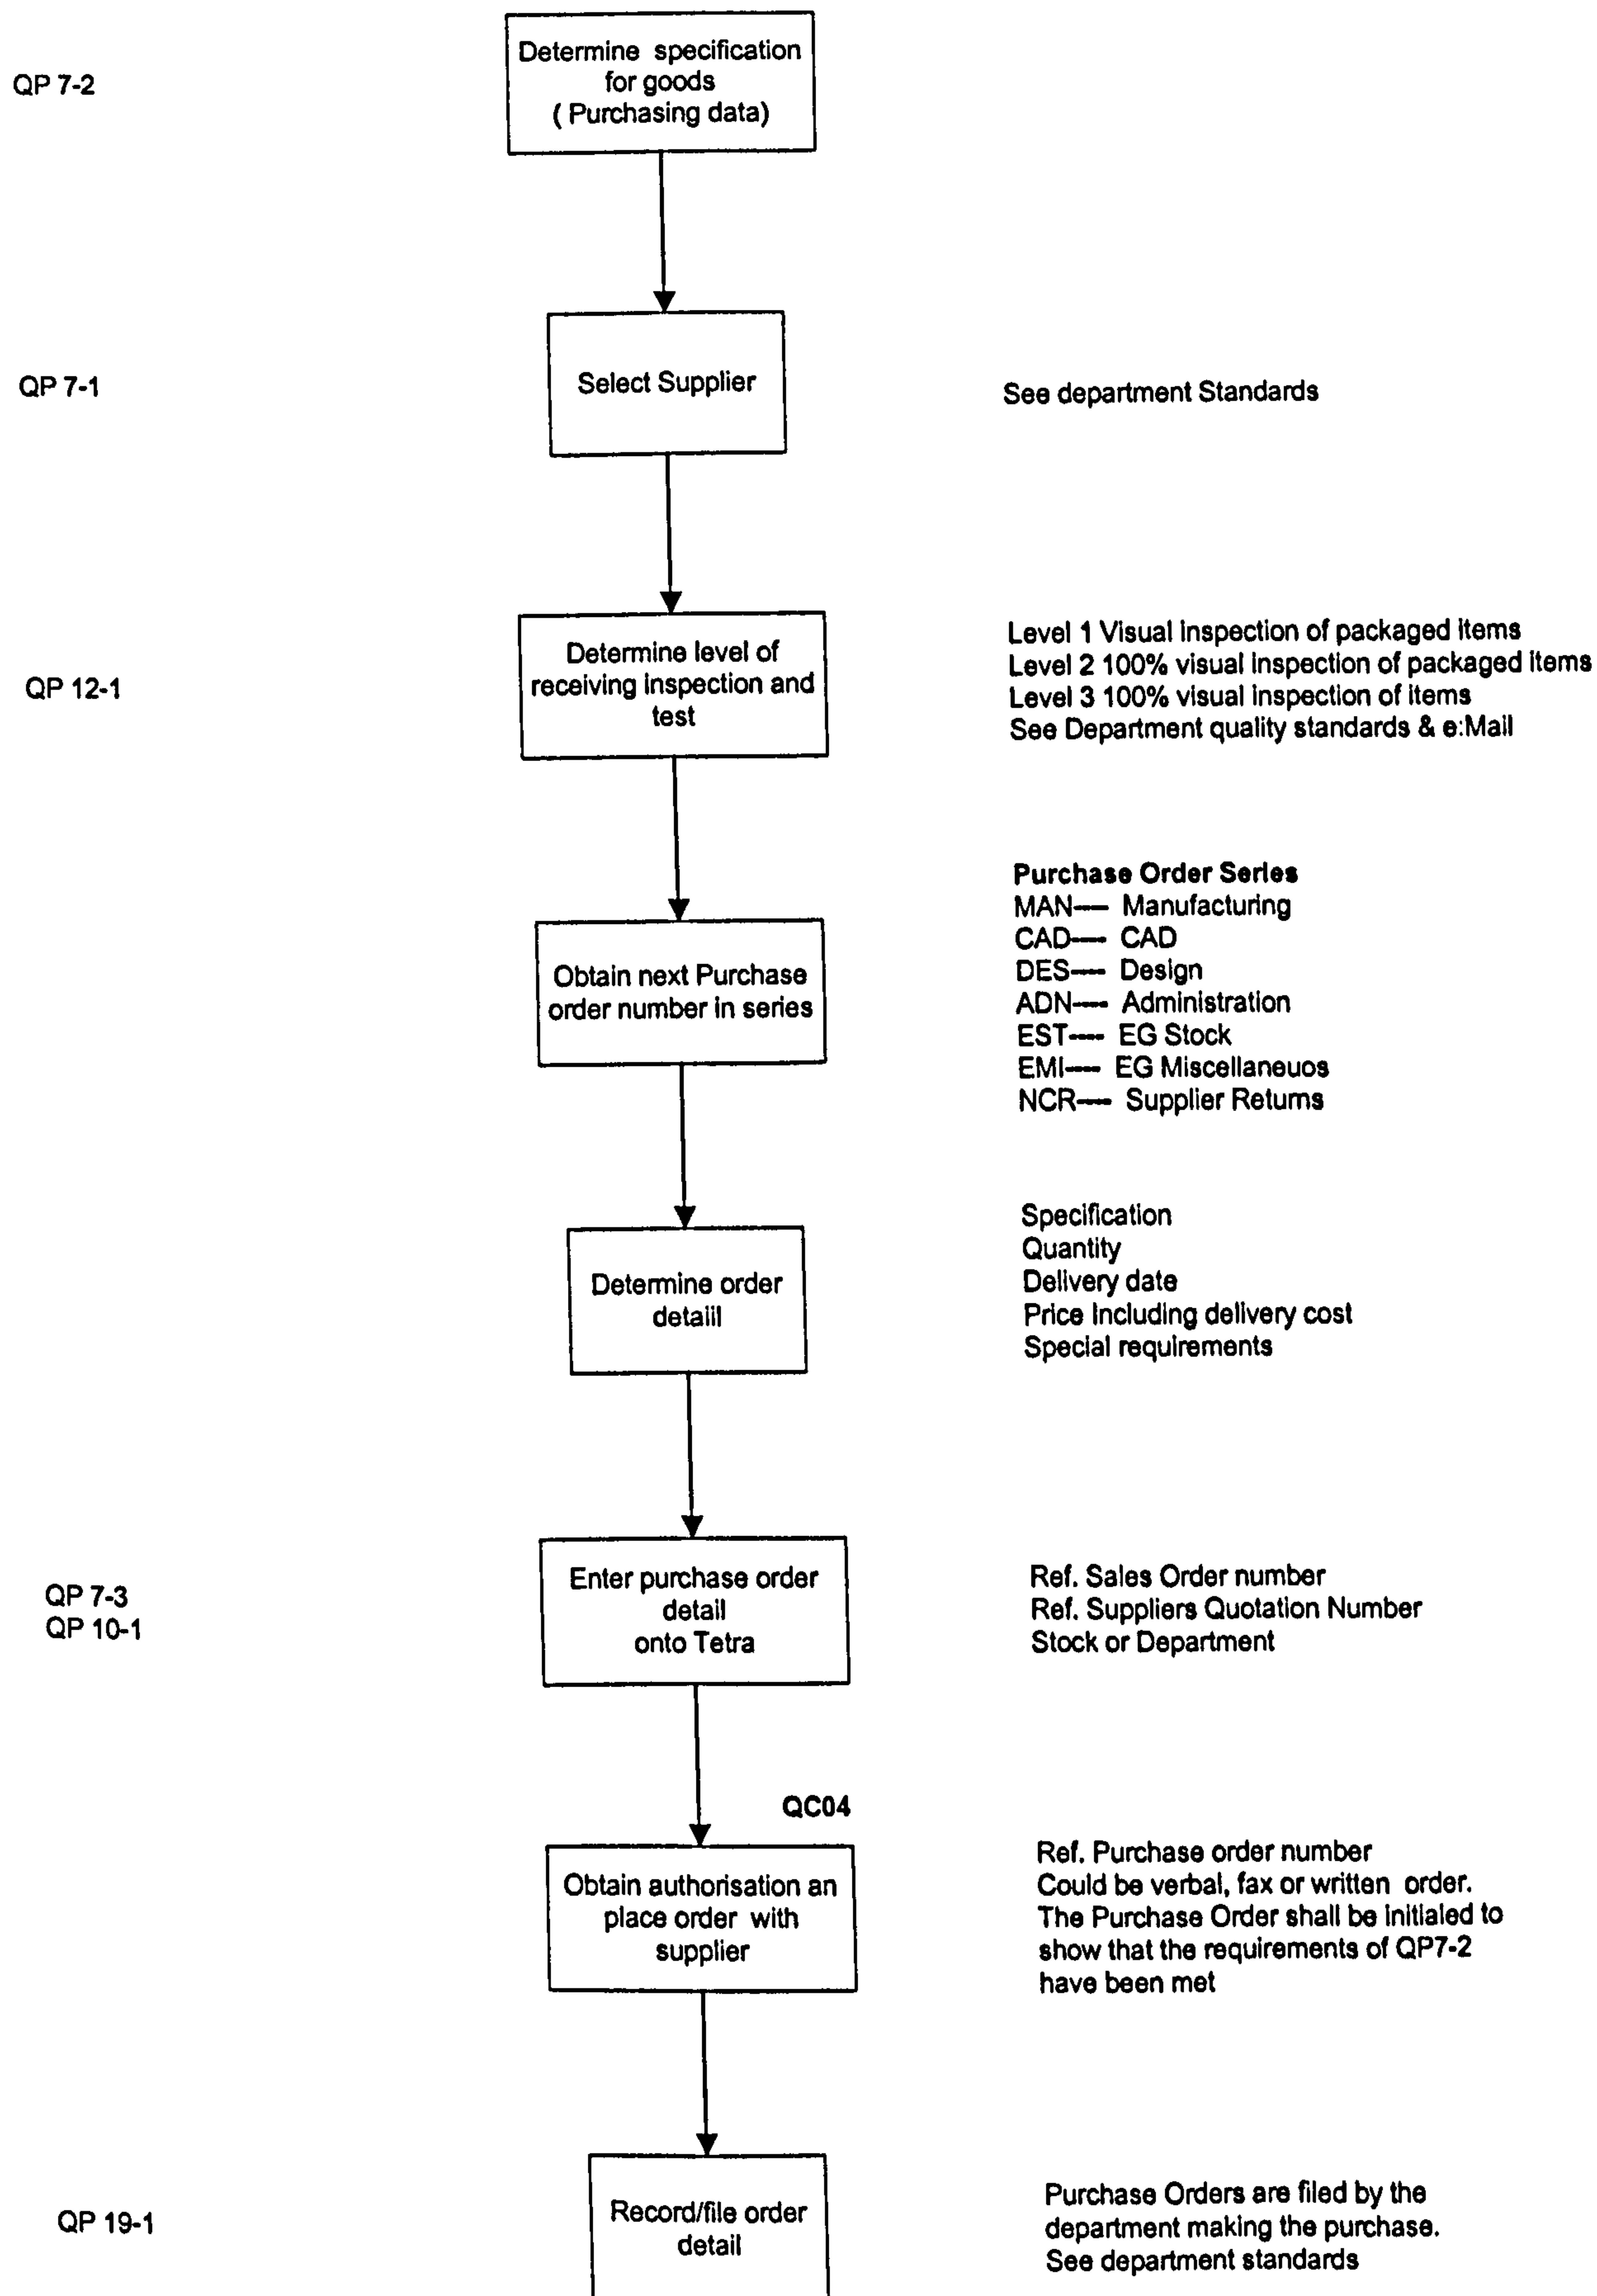 QP 7-2
Determine specification
for goods
( Purchasing data)
QP 7-1
Select Supplier
See department Standards
QP 12-1
Determine level of
receiving inspection and
test
Level 1 Visual inspection of packaged items
Level 2 100% visual inspection of packaged items
Level 3 100% visual inspection of items
See Department quality standards & e:Mail
Obtain next Purchase
order number in series
Purchase Order Series
MAN---- Manufacturing
CAD---- CAD
DES---- Design
ADN---- Administration
EST---- EG Stock
EMI---- EG Miscellaneuos
NCR---- Supplier Returns
Determine order
detaiil
Specification
Quantity
Delivery date
Price Including delivery cost
Special requirements
QP 7-3
QP 10-1
Enter purchase order
detail
onto Tetra
Ref. Sales Order number
Ref. Suppliers Quotation Number
Stock or Department
QC04
Obtain authorisation an
place order with
supplier
Ref. Purchase order number
Could be verbal, fax or written order.
The Purchase Order shall be initialed to
show that the requirements of QP7-2
have been met
QP 19-1
Record/file order
detail
Purchase Orders are filed by the
department making the purchase.
See department standards